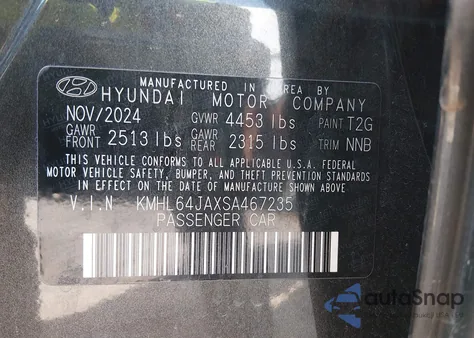 MANUFACTURED IN KOREA BY
HYUNDAI MOTOR COMPANY
NOV/2024 GVWR 4453 lbs PAINT T2G
GAWR FRONT 2513 lbs GAWR REAR 2315 lbs TRIM NNB
THIS VEHICLE CONFORMS TO ALL APPLICABLE U.S.A. FEDERAL
MOTOR VEHICLE SAFETY, BUMPER, AND THEFT PREVENTION STANDARDS
IN EFFECT ON THE DATE OF MANUFACTURE SHOWN ABOVE.
V.I.N KMHL64JAXSA467235
PASSENGER CAR
autoSnap